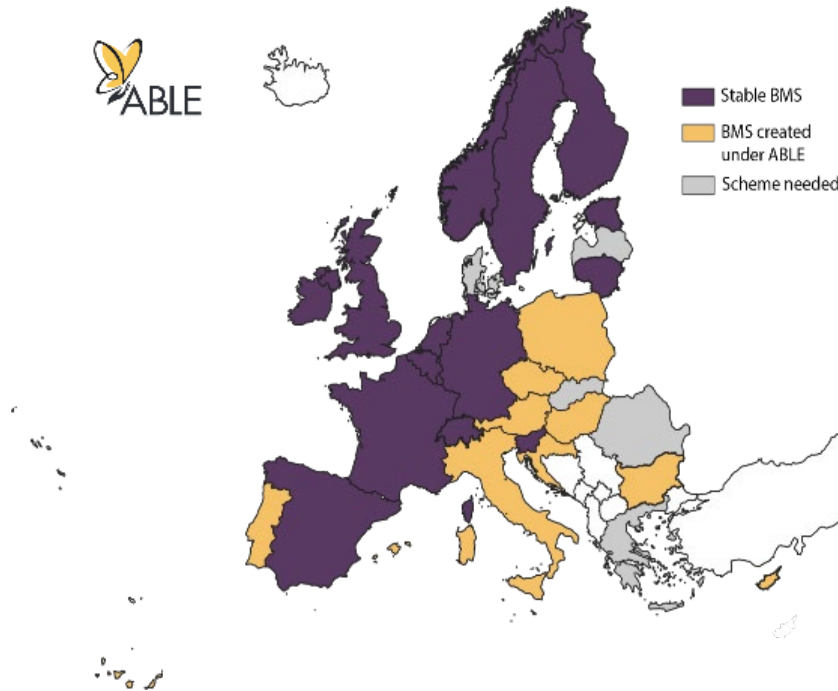 ABLE
Stable BMS
BMS created
under ABLE
Scheme needed